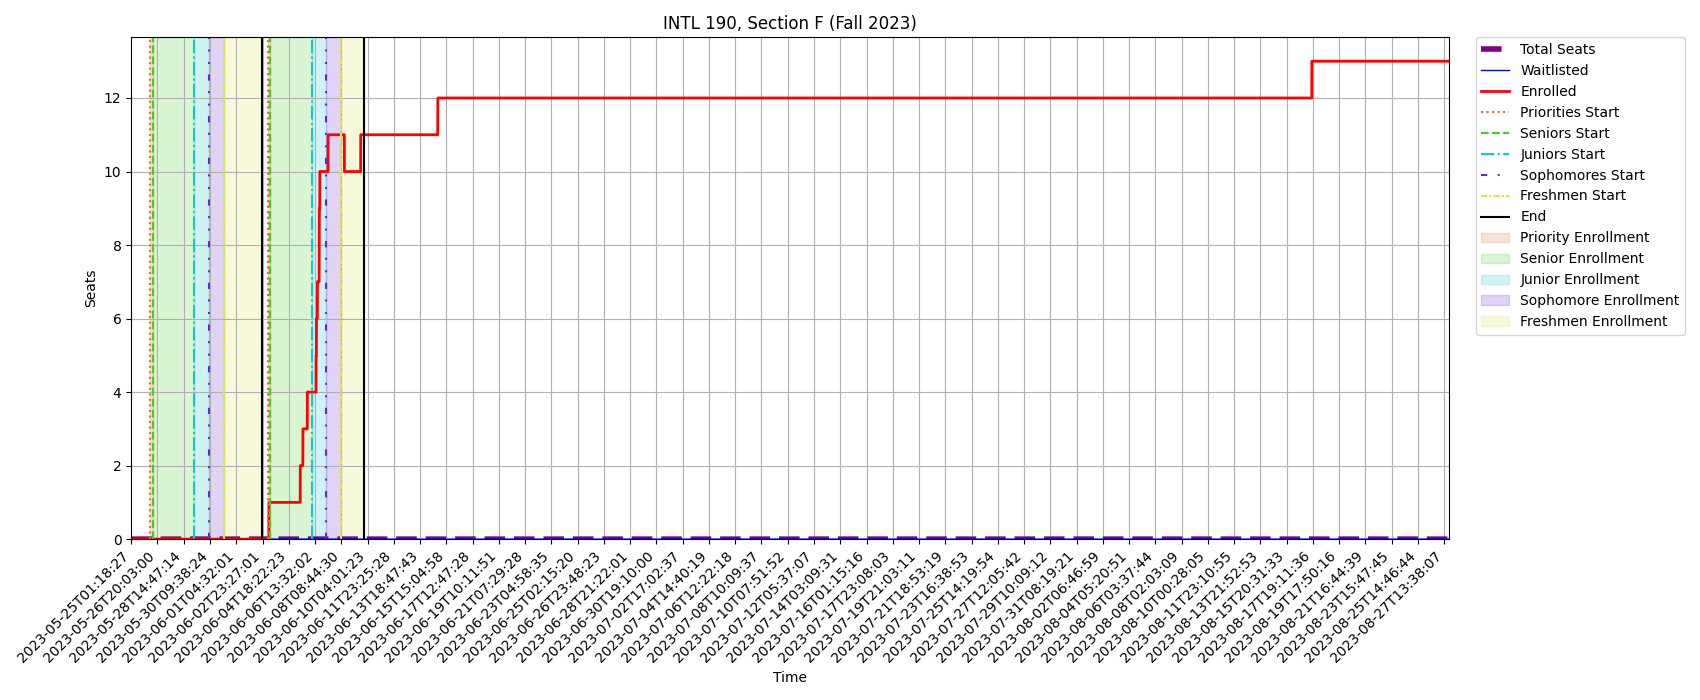 INTL 190, Section F (Fall 2023)
Seats
12
10
8
6
4
2
0
2023-05-25T01:18:27
2023-05-26T20:03:00
2023-05-28T14:47:14
2023-05-30T09:38:24
2023-06-01T04:32:01
2023-06-02T23:27:01
2023-06-04T18:22:23
2023-06-06T13:32:02
2023-06-08T08:44:30
2023-06-10T04:01:23
2023-06-11T23:25:28
2023-06-13T18:47:43
2023-06-15T15:04:58
2023-06-17T12:47:28
2023-06-19T10:11:51
2023-06-21T07:29:28
2023-06-23T04:58:35
2023-06-25T02:15:20
2023-06-26T23:48:23
2023-06-28T21:22:01
2023-06-30T19:10:00
2023-07-02T17:02:37
2023-07-04T14:40:19
2023-07-06T12:22:18
2023-07-08T10:09:37
2023-07-10T07:51:52
2023-07-12T05:37:07
2023-07-14T03:09:31
2023-07-16T01:15:16
2023-07-17T23:08:03
2023-07-19T21:03:11
2023-07-21T18:53:19
2023-07-23T16:38:53
2023-07-25T14:19:54
2023-07-27T12:05:42
2023-07-29T10:09:12
2023-07-31T08:19:21
2023-08-02T06:46:59
2023-08-04T05:20:51
2023-08-06T03:37:44
2023-08-08T02:03:09
2023-08-10T00:28:05
2023-08-11T23:10:55
2023-08-13T21:52:53
2023-08-15T20:31:33
2023-08-17T19:11:36
2023-08-19T17:50:16
2023-08-21T16:44:39
2023-08-23T15:47:45
2023-08-25T14:46:44
2023-08-27T13:38:07
Time
Total Seats
Waitlisted
Enrolled
Priorities Start
Seniors Start
Juniors Start
Sophomores Start
Freshmen Start
End
Priority Enrollment
Senior Enrollment
Junior Enrollment
Sophomore Enrollment
Freshmen Enrollment